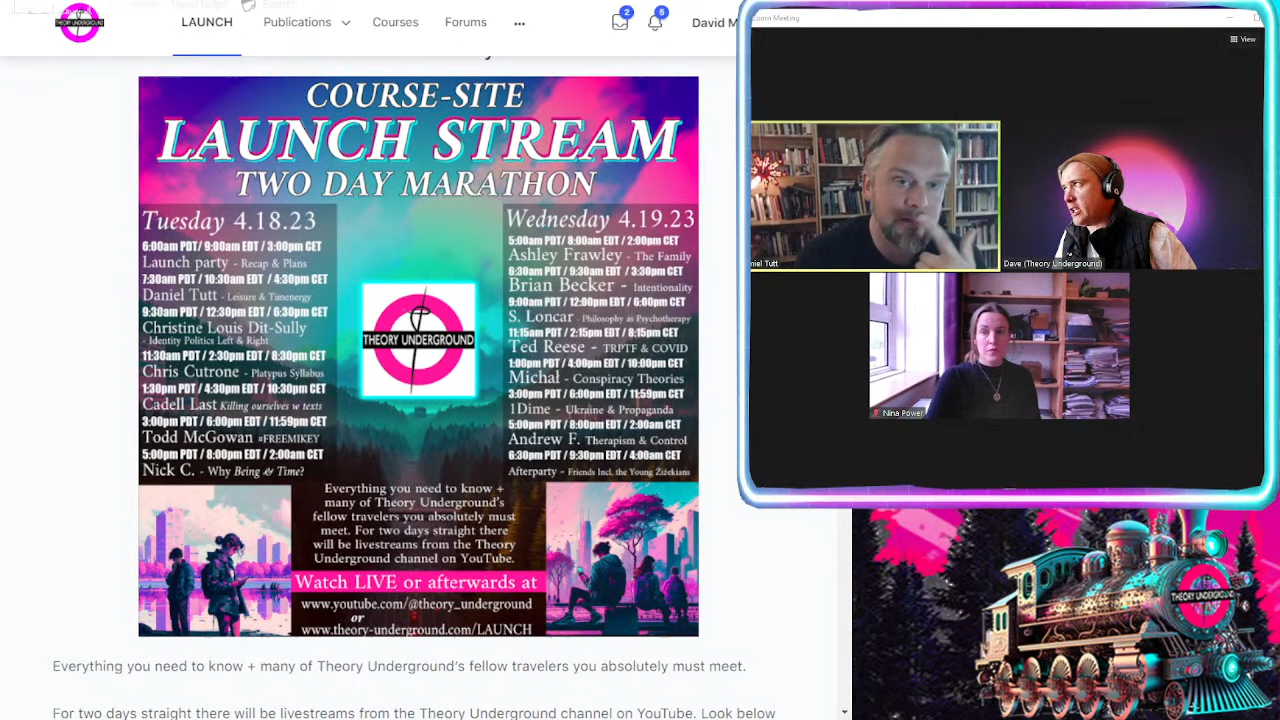 LAUNCH
Publications
Courses
Forums
...
2
6
David M
THEORY UNDERGROUND
COURSE-SITE
LAUNCH STREAM
TWO DAY MARATHON
Tuesday 4.18.23
6:00am PDT / 9:00am EDT / 3:00pm CET
Launch party - Recap & Plans
7:30am PDT / 10:30am EDT / 4:30pm CET
Daniel Tutt - Leisure & Timenergy
9:30am PDT / 12:30pm EDT / 6:30pm CET
Christine Louis Dit-Sully
- Identity Politics Left & Right
11:30am PDT / 2:30pm EDT / 8:30pm CET
Chris Cutrone - Platypus Syllabus
1:30pm PDT / 4:30pm EDT / 10:30pm CET
Cadell Last Killing ourselves w texts
3:00pm PDT / 6:00pm EDT / 11:59pm CET
Todd McGowan #FREEMIKEY
5:00pm PDT / 8:00pm EDT / 2:00am CET
Nick C. - Why Being & Time?
THEORY UNDERGROUND
Wednesday 4.19.23
5:00am PDT / 8:00am EDT / 2:00pm CET
Ashley Frawley - The Family
6:30am PDT / 9:30am EDT / 3:30pm CET
Brian Becker - Intentionality
9:00am PDT / 12:00pm EDT / 6:00pm CET
S. Loncar - Philosophy as Psychotherapy
11:15am PDT / 2:15pm EDT / 8:15pm CET
Ted Reese - TRPTF & COVID
1:00pm PDT / 4:00pm EDT / 10:00pm CET
Michal - Conspiracy Theories
3:00pm PDT / 6:00pm EDT / 11:59pm CET
1Dime - Ukraine & Propaganda
5:00pm PDT / 8:00pm EDT / 2:00am CET
Andrew F. Therapism & Control
6:30pm PDT / 9:30pm EDT / 4:00am CET
Afterparty - Friends Incl. the Young Žižekians
Everything you need to know +
many of Theory Underground's
fellow travelers you absolutely must
meet. For two days straight there
will be livestreams from the Theory
Underground channel on YouTube.
Watch LIVE or afterwards at
www.youtube.com/@theory_underground
or
www.theory-underground.com/LAUNCH
Everything you need to know + many of Theory Underground's fellow travelers you absolutely must meet.
For two days straight there will be livestreams from the Theory Underground channel on YouTube. Look below
oom Meeting
View
niel Tutt
Dave (Theory Underground)
Nina Power
THEORY UNDERGROUND